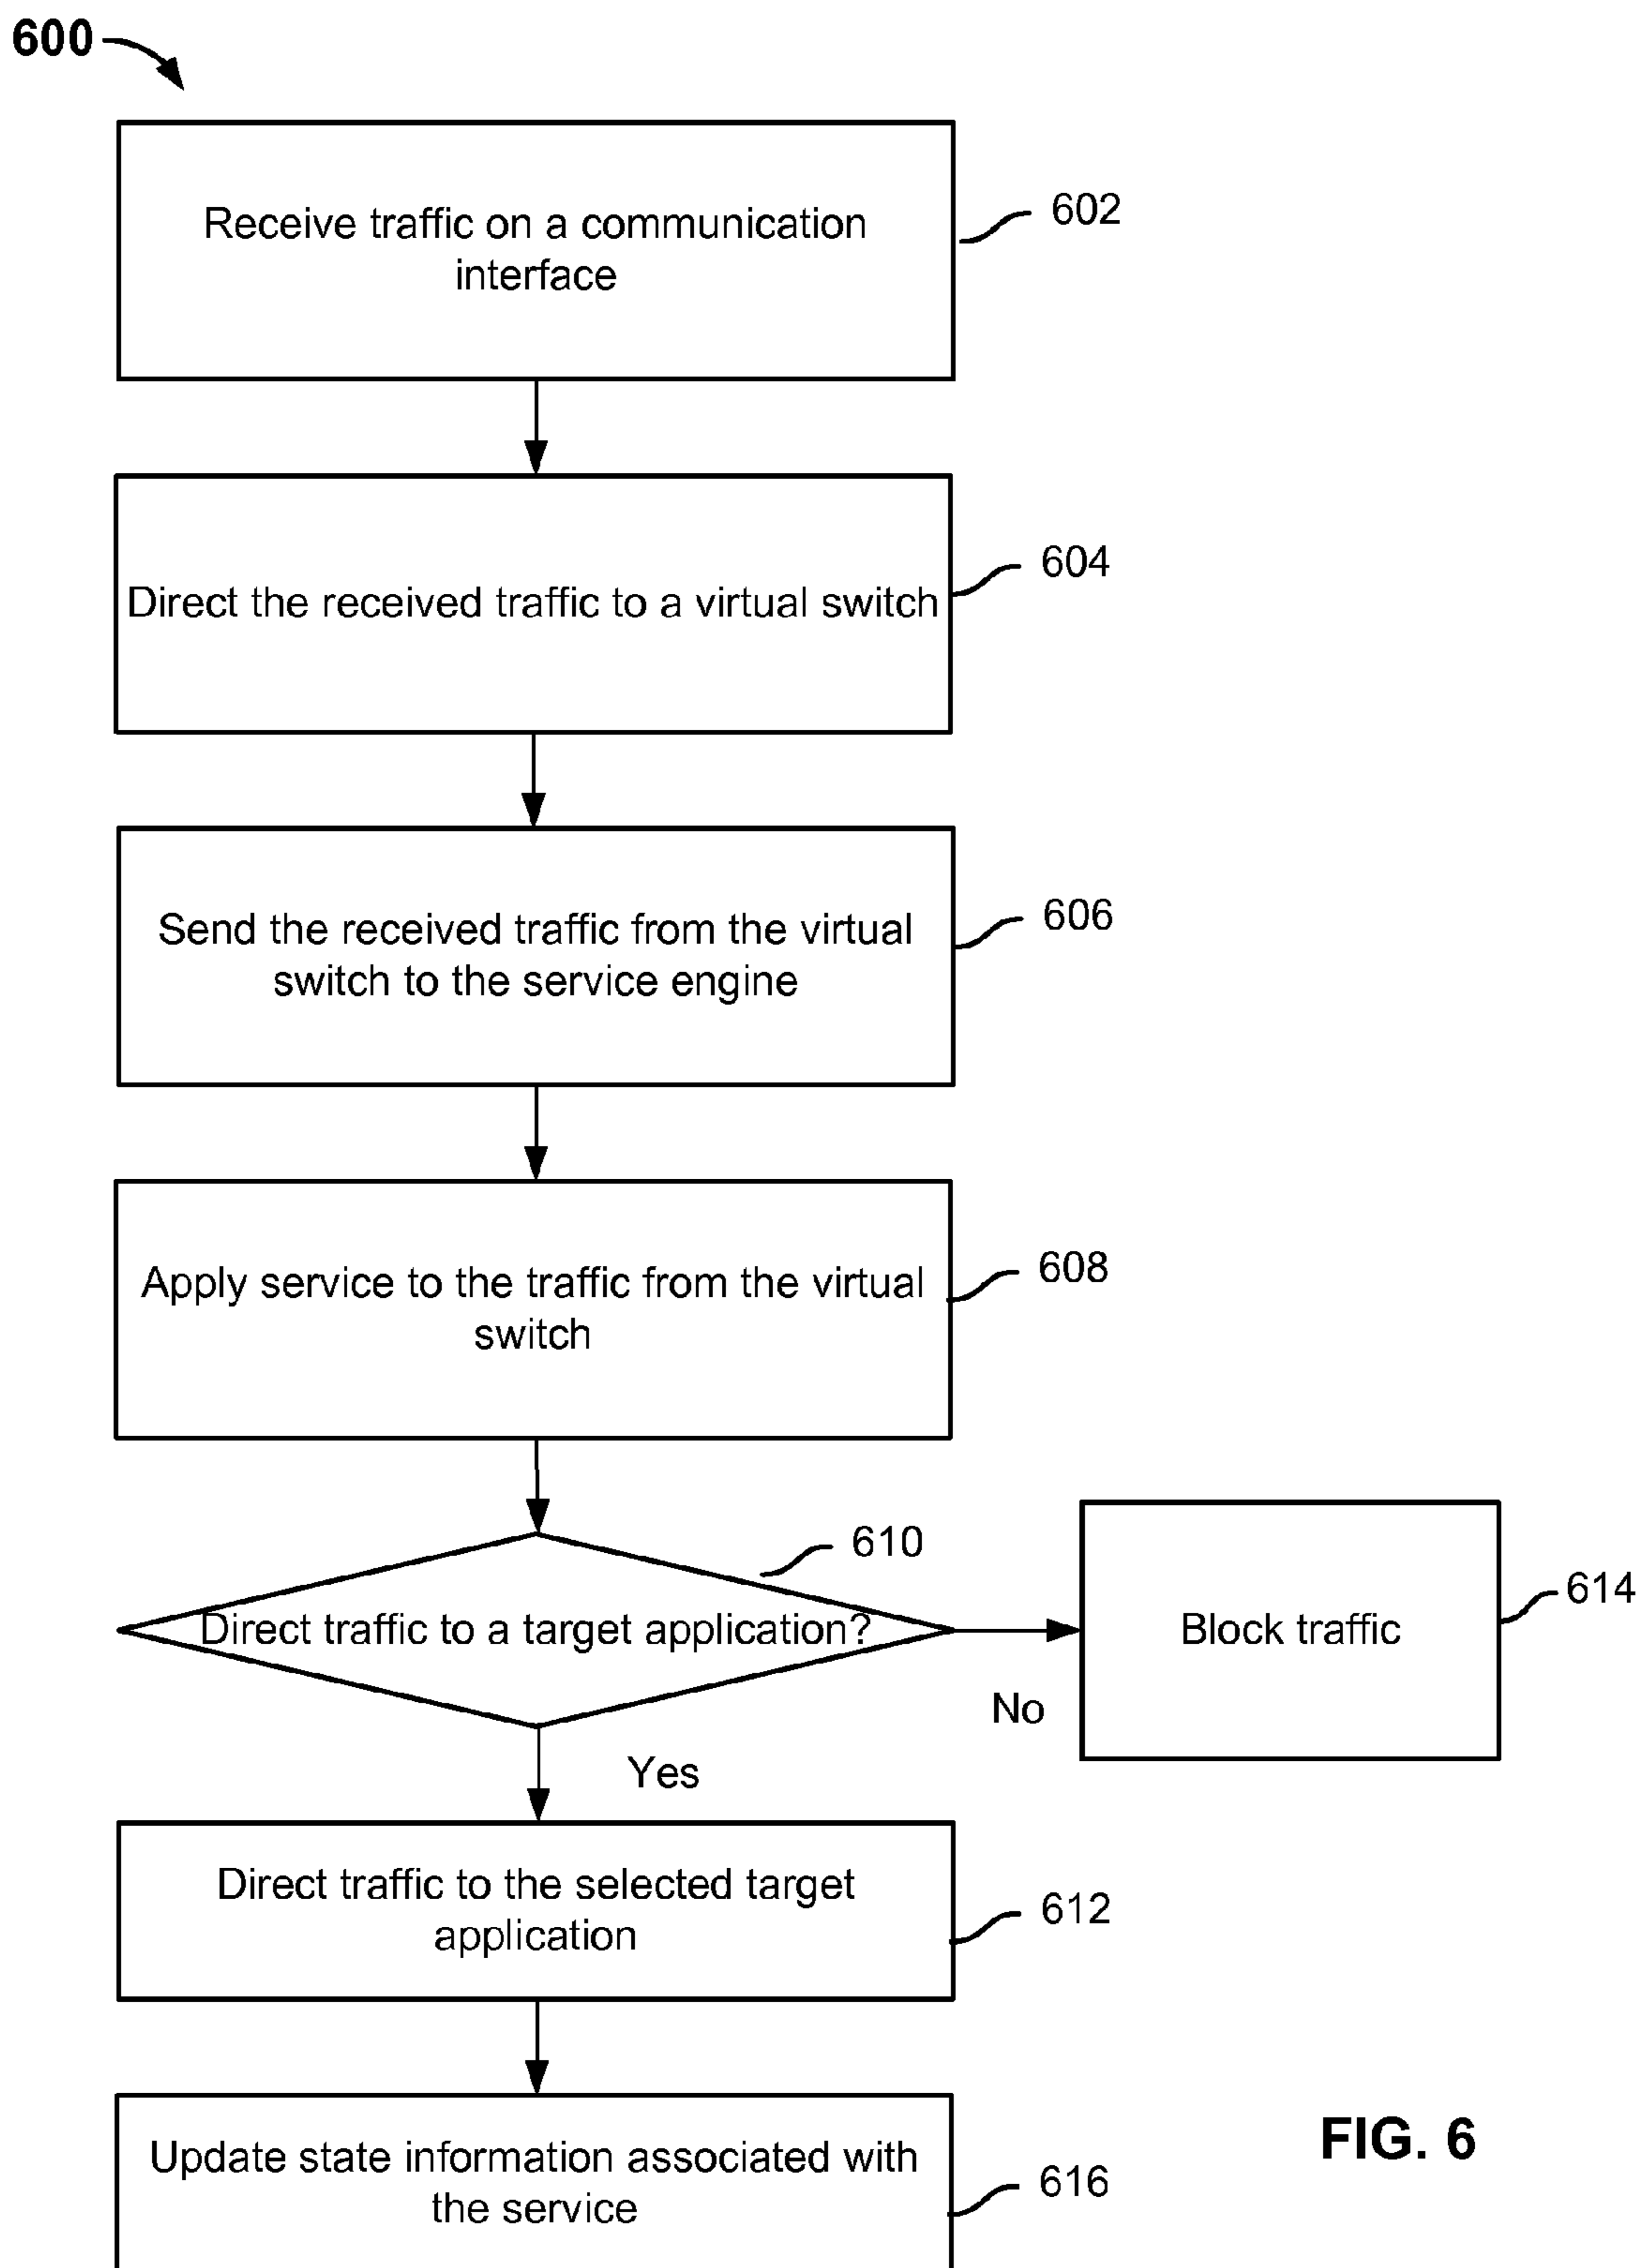 600
Receive traffic on a communication
interface
602
Direct the received traffic to a virtual switch
604
Send the received traffic from the virtual
switch to the service engine
606
Apply service to the traffic from the virtual
switch
608
610
Direct traffic to a target application?
Block traffic
614
No
Yes
Direct traffic to the selected target
application
612
Update state information associated with
the service
616
FIG. 6